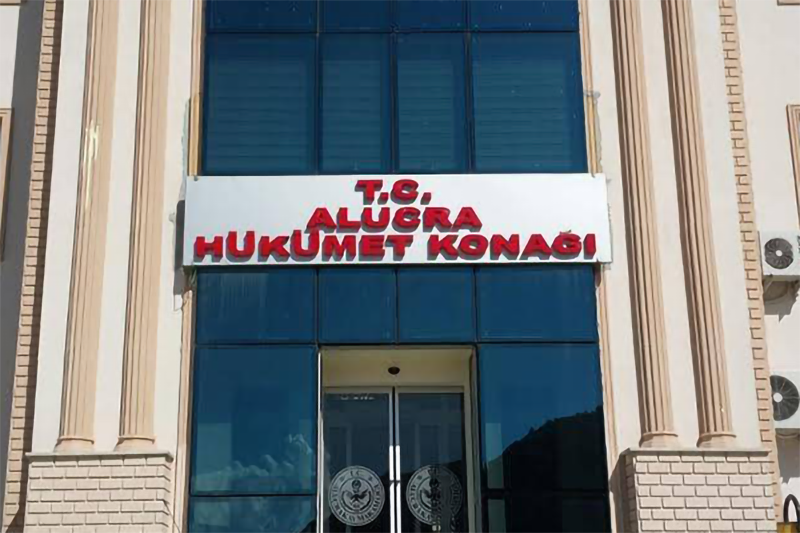 T.C.
ALUCRA
HÜKÜMET KONAĞI
T.C.